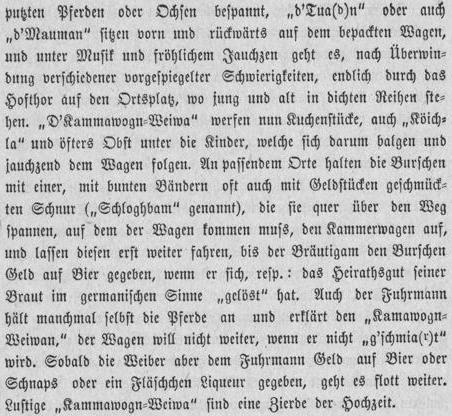 putzten Pferden oder Ochsen bespannt, „d'Tua(d)n“ oder auch
„d'Mauman“ sitzen vorn und rückwärts auf dem bepackten Wagen,
und unter Musik und fröhlichem Jauchzen geht es, nach Überwin-
dung verschiedener vorgespiegelter Schwierigkeiten, endlich durch das
Hofthor auf den Ortsplatz, wo jung und alt in dichten Reihen ste-
hen. „D'Kammawogn-Weiwa“ werfen nun Kuchenstücke, auch „Köich-
la“ und öfters Obst unter die Kinder, welche sich darum balgen und
jauchzend dem Wagen folgen. An passendem Orte halten die Burschen
mit einer, mit bunten Bändern oft auch mit Geldstücken geschmück-
ten Schnur („Schloghbam“ genannt), die sie quer über den Weg
spannen, auf dem der Wagen kommen muss, den Kammerwagen auf,
und lassen diesen erst weiter fahren, bis der Bräutigam den Burschen
Geld auf Bier gegeben, wenn er sich, resp.: das Heirathsgut seiner
Braut im germanischen Sinne „gelöst“ hat. Auch der Fuhrmann
hält manchmal selbst die Pferde an und erklärt den „Kamawogn-
Weiwan,“ der Wagen will nicht weiter, wenn er nicht „g'schmia(r)t“
wird. Sobald die Weiber aber dem Fuhrmann Geld auf Bier oder
Schnaps oder ein Fläschchen Liqueur gegeben, geht es flott weiter.
Lustige „Kammawogn-Weiwa“ sind eine Zierde der Hochzeit.